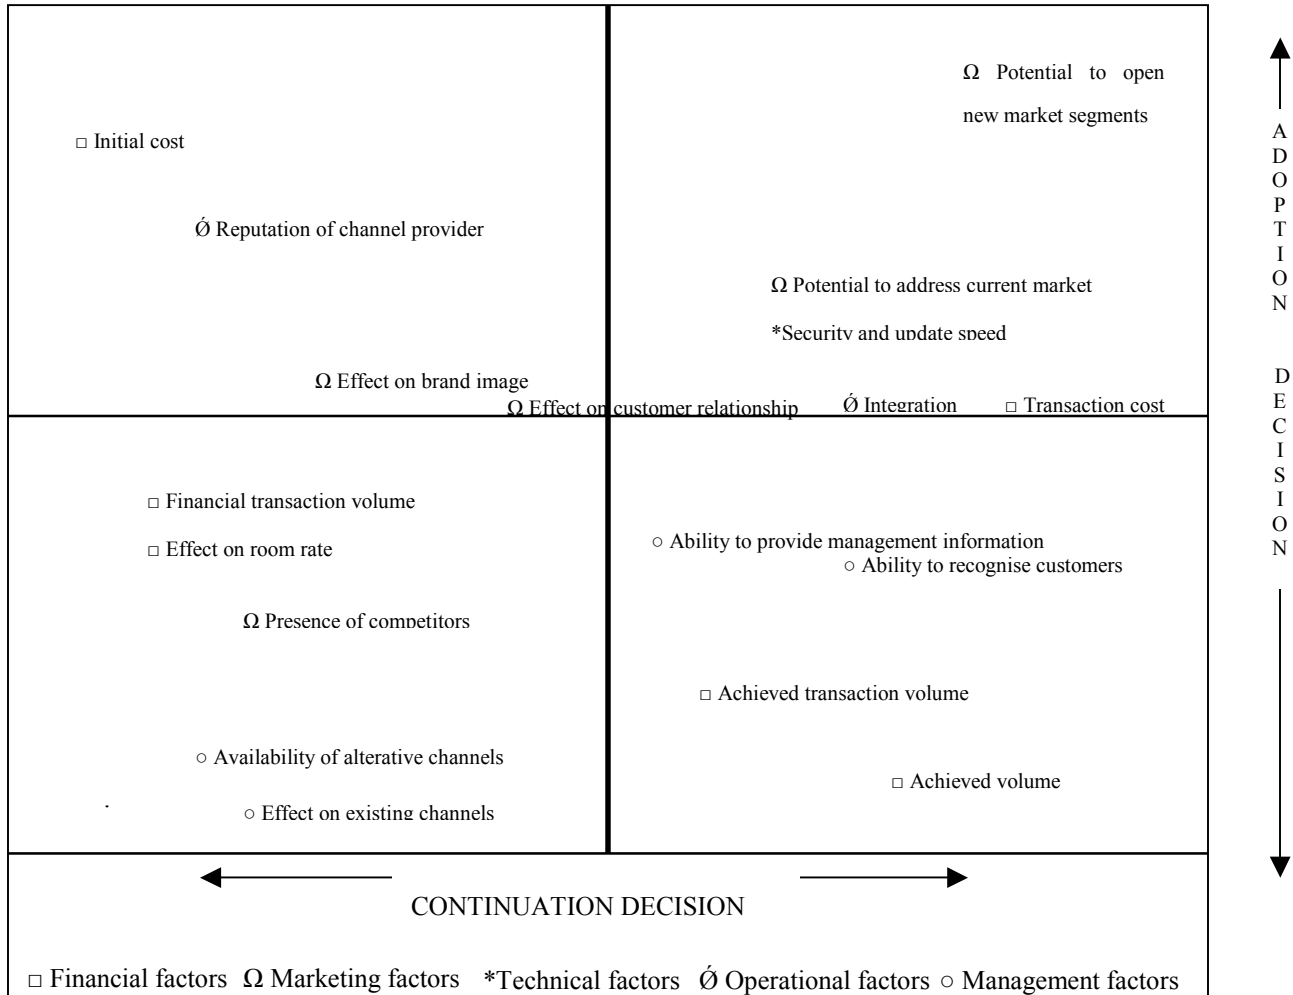 Ω Potential to open
new market segments
□ Initial cost
Ǿ Reputation of channel provider
Ω Potential to address current market
*Security and update speed
Ω Effect on brand image
Ω Effect on customer relationship
Ǿ Integration
□ Transaction cost
□ Financial transaction volume
□ Effect on room rate
○ Ability to provide management information
○ Ability to recognise customers
Ω Presence of competitors
□ Achieved transaction volume
○ Availability of alterative channels
□ Achieved volume
○ Effect on existing channels
ADOPTION DECISION
CONTINUATION DECISION
□ Financial factors Ω Marketing factors *Technical factors Ǿ Operational factors ○ Management factors